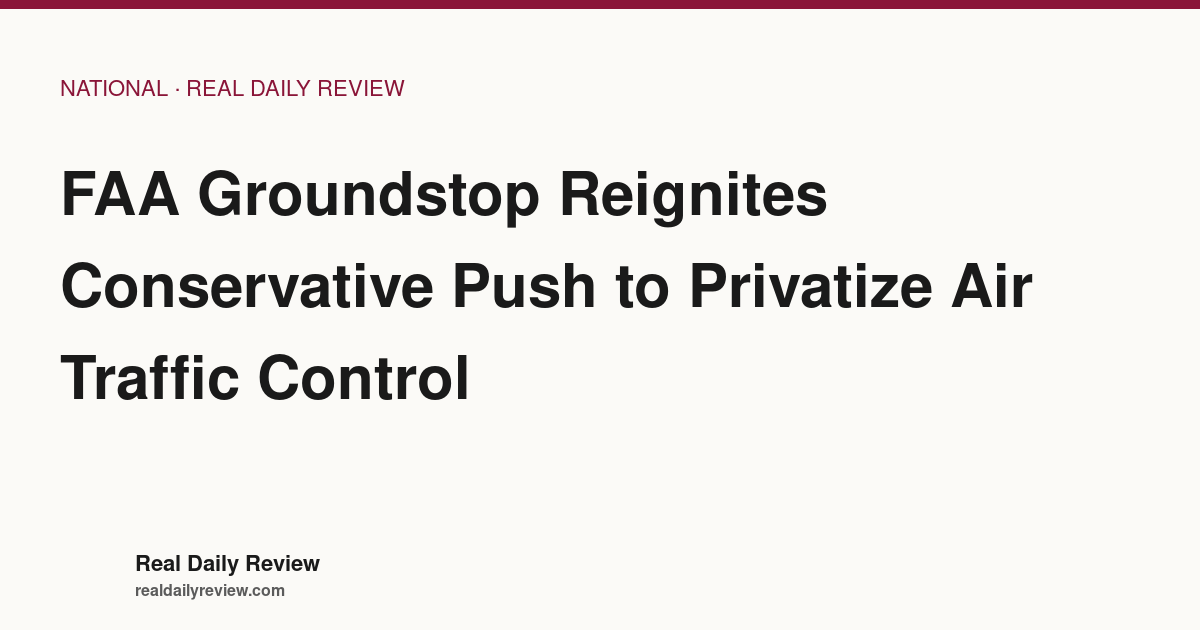 NATIONAL · REAL DAILY REVIEW
FAA Groundstop Reignites
Conservative Push to Privatize Air
Traffic Control
Real Daily Review
realdailyreview.com